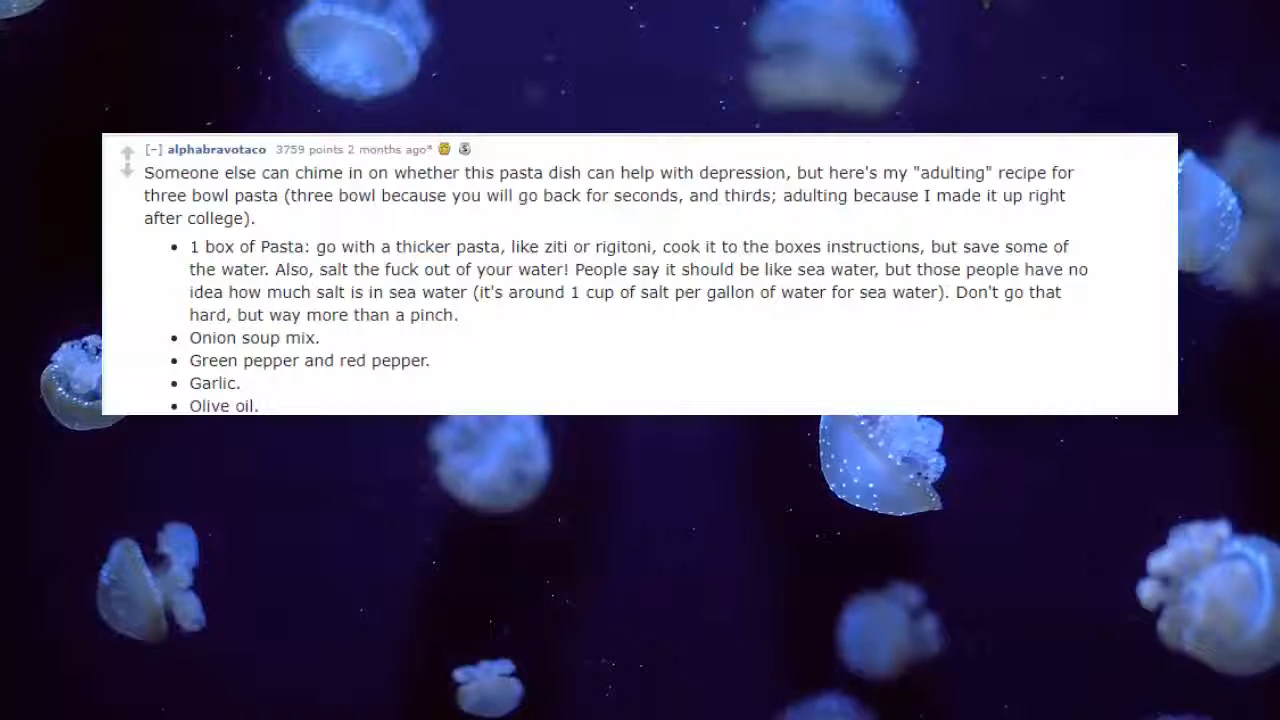 [–] alphabravotaco 3759 points 2 months ago*
Someone else can chime in on whether this pasta dish can help with depression, but here's my "adulting" recipe for
three bowl pasta (three bowl because you will go back for seconds, and thirds; adulting because I made it up right
after college).
• 1 box of Pasta: go with a thicker pasta, like ziti or rigitoni, cook it to the boxes instructions, but save some of
the water. Also, salt the fuck out of your water! People say it should be like sea water, but those people have no
idea how much salt is in sea water (it's around 1 cup of salt per gallon of water for sea water). Don't go that
hard, but way more than a pinch.
• Onion soup mix.
• Green pepper and red pepper.
• Garlic.
• Olive oil.